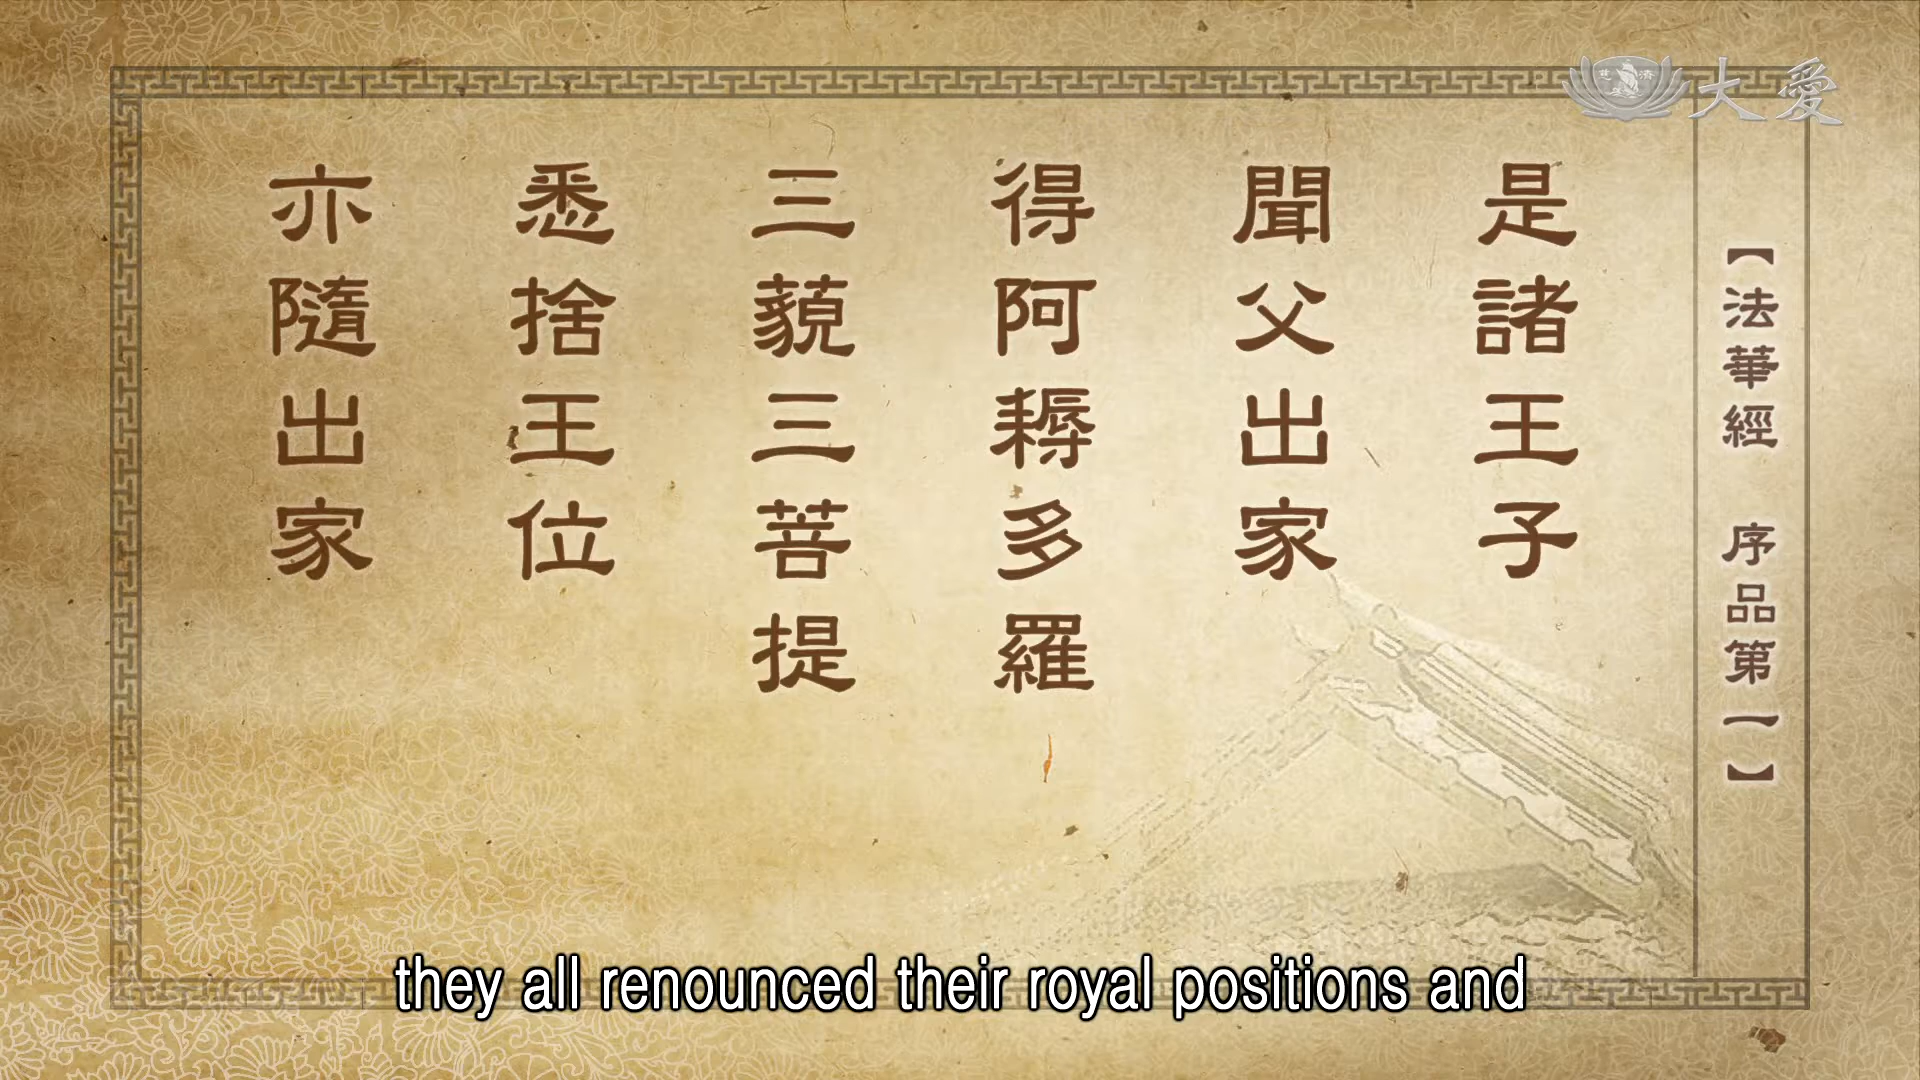 大愛
慈濟
【法華經 序品第一】
是諸王子
聞父出家
得阿耨多羅
三藐三菩提
悉捨王位
亦隨出家
they all renounced their royal positions and